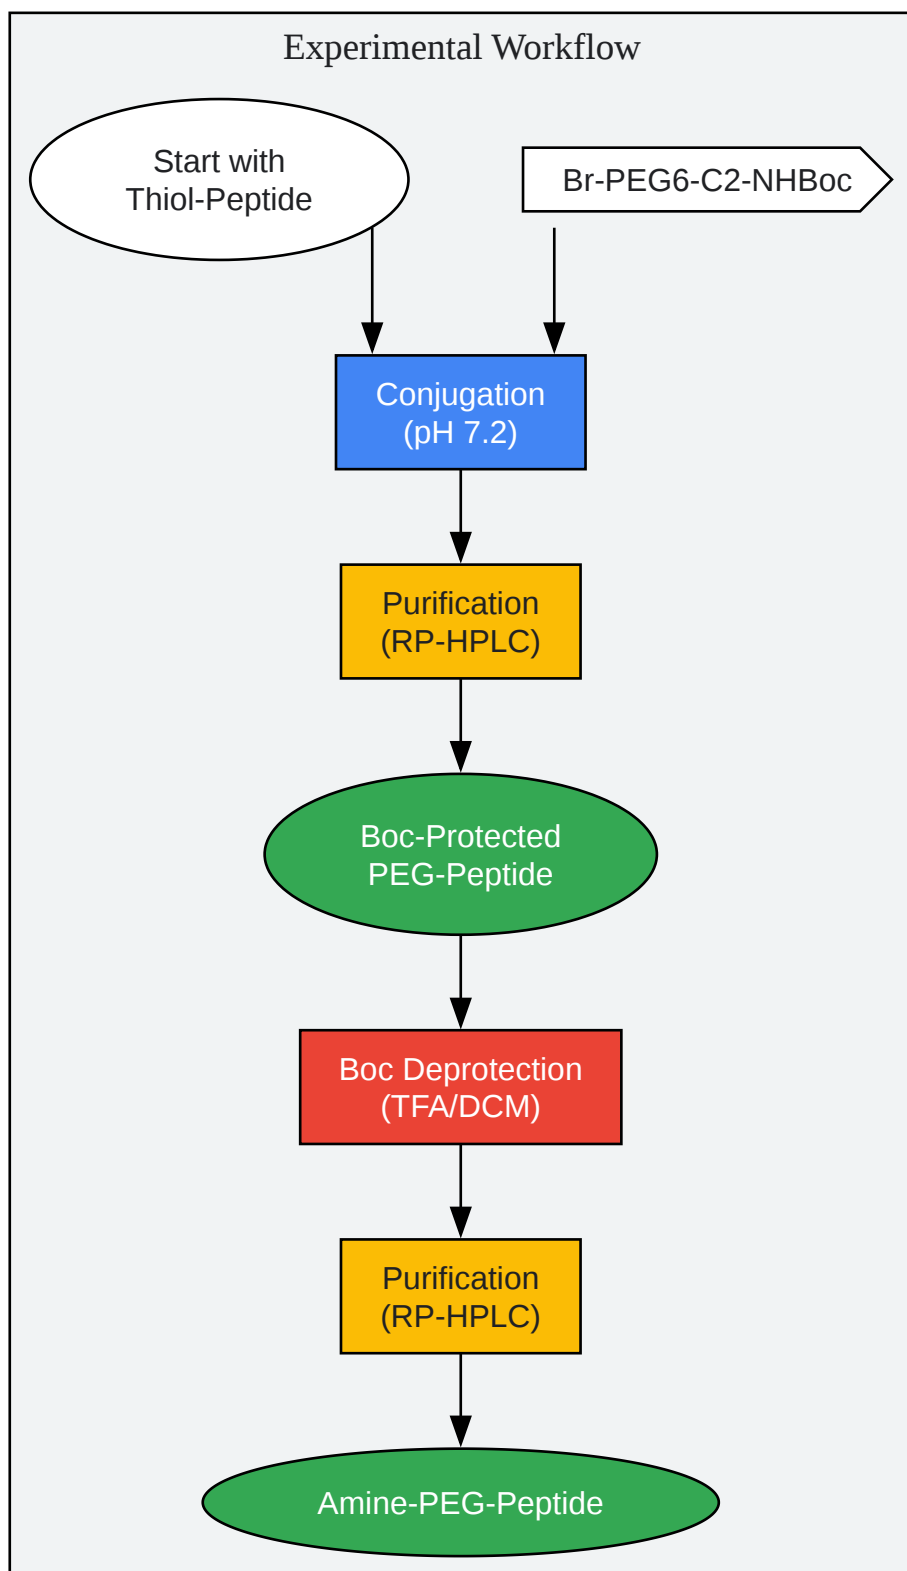 Experimental Workflow
Start with
Thiol-Peptide
Br-PEG6-C2-NHBoc
Conjugation
(pH 7.2)
Purification
(RP-HPLC)
Boc-Protected
PEG-Peptide
Boc Deprotection
(TFA/DCM)
Purification
(RP-HPLC)
Amine-PEG-Peptide